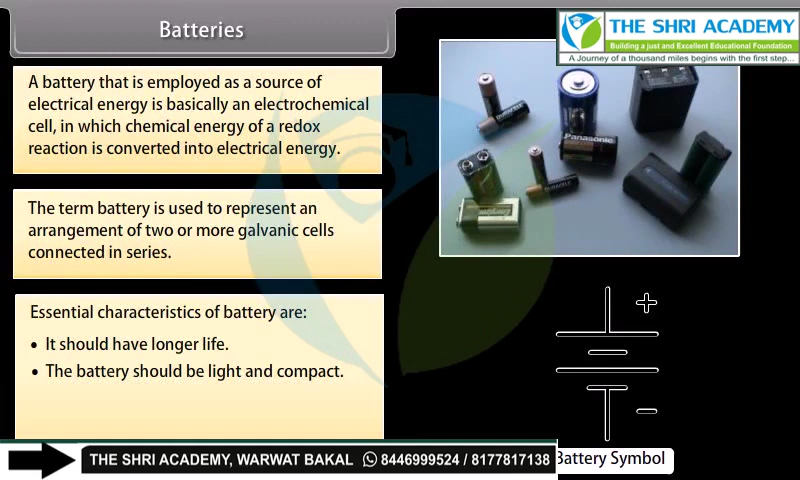 Batteries
THE SHRI ACADEMY
Building a just and Excellent Educational Foundation
A Journey of a thousand miles begins with the first step...
A battery that is employed as a source of
electrical energy is basically an electrochemical
cell, in which chemical energy of a redox
reaction is converted into electrical energy.
The term battery is used to represent an
arrangement of two or more galvanic cells
connected in series.
Essential characteristics of battery are:
• It should have longer life.
• The battery should be light and compact.
DURACELL
Panasonic
DURACELL
+
−
Battery Symbol
THE SHRI ACADEMY, WARWAT BAKAL 8446999524 / 8177817138